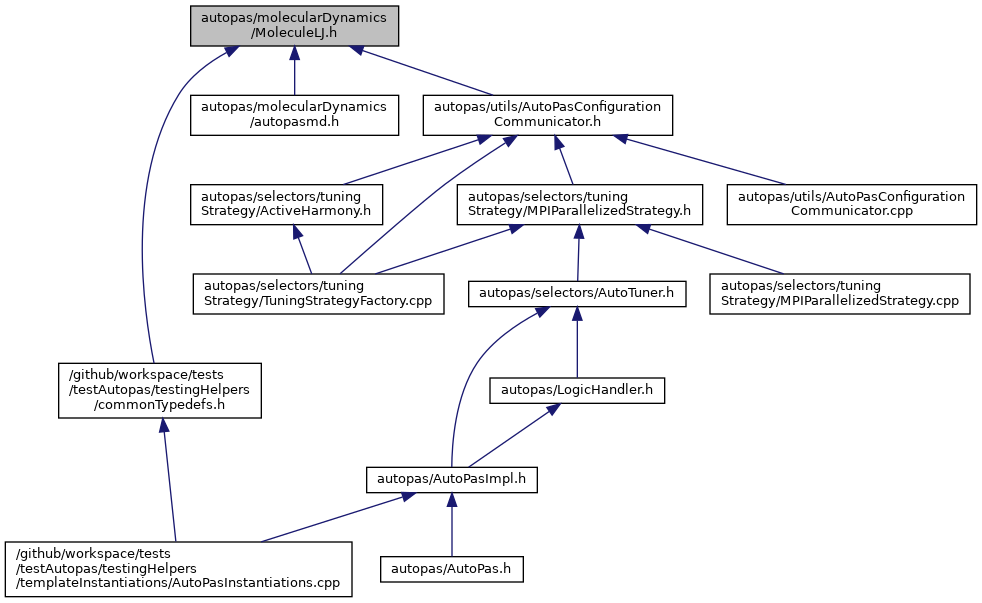 autopas/molecularDynamics
/MoleculeLJ.h
autopas/molecularDynamics
/autopasmd.h
autopas/utils/AutoPasConfiguration
Communicator.h
autopas/selectors/tuning
Strategy/ActiveHarmony.h
autopas/selectors/tuning
Strategy/MPIParallelizedStrategy.h
autopas/utils/AutoPasConfiguration
Communicator.cpp
autopas/selectors/tuning
Strategy/TuningStrategyFactory.cpp
autopas/selectors/AutoTuner.h
autopas/selectors/tuning
Strategy/MPIParallelizedStrategy.cpp
/github/workspace/tests
/testAutopas/testingHelpers
/commonTypedefs.h
autopas/LogicHandler.h
autopas/AutoPasImpl.h
/github/workspace/tests
/testAutopas/testingHelpers
/templateInstantiations/AutoPasInstantiations.cpp
autopas/AutoPas.h